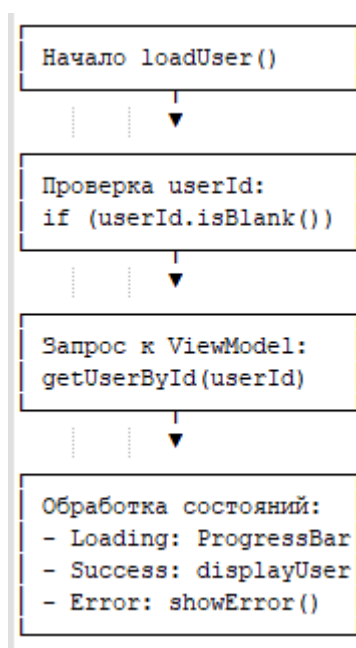 Начало loadUser()
Проверка userId:
if (userId.isBlank())
Запрос к ViewModel:
getUserById(userId)
Обработка состояний:
- Loading: ProgressBar
- Success: displayUser
- Error: showError()